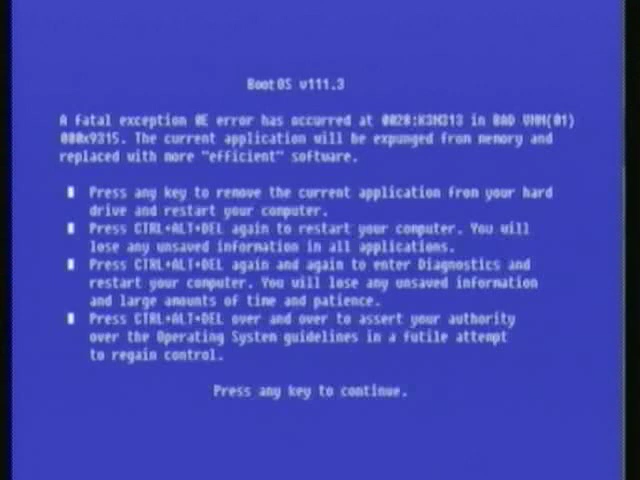 BootOS v111.3
A fatal exception 0E error has occurred at 0028:K3M313 in BAD VMM(01)
000x9315. The current application will be expunged from memory and
replaced with more "efficient" software.
Press any key to remove the current application from your hard
drive and restart your computer.
Press CTRL+ALT+DEL again to restart your computer. You will
lose any unsaved information in all applications.
Press CTRL+ALT+DEL again and again to enter Diagnostics and
restart your computer. You will lose any unsaved information
and large amounts of time and patience.
Press CTRL+ALT+DEL over and over to assert your authority
over the Operating System guidelines in a futile attempt
to regain control.
Press any key to continue.